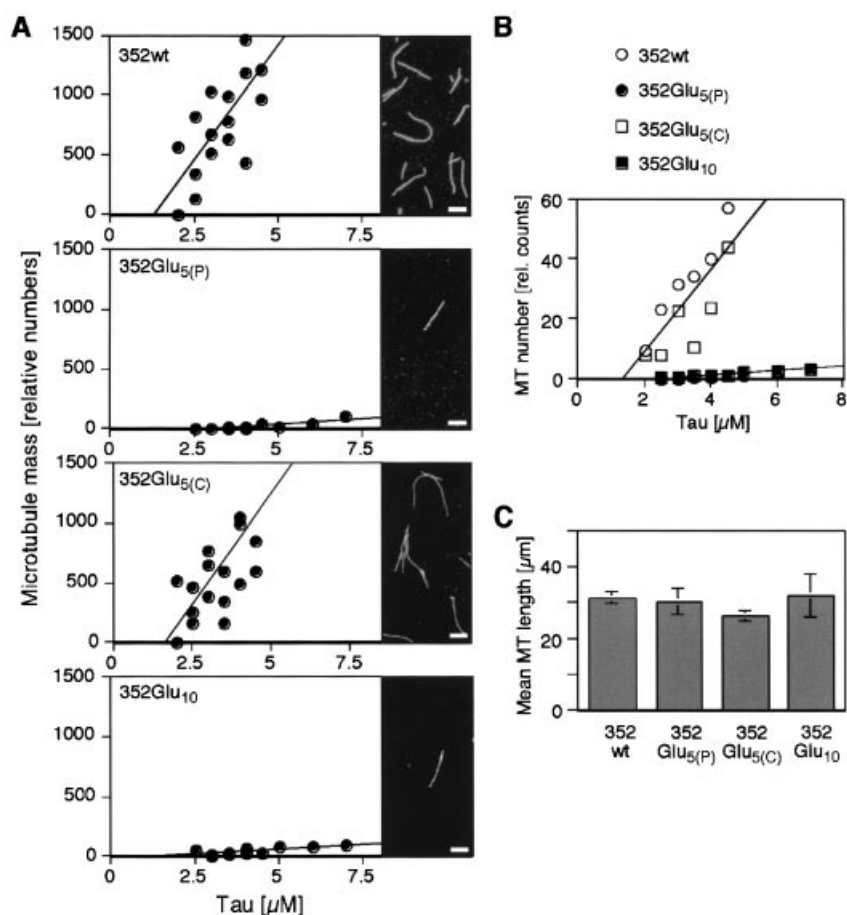 A
Microtubule mass [relative numbers]
352wt
1500
1000
500
0
2.5
5
7.5
352Glu5(P)
1500
1000
500
0
2.5
5
7.5
352Glu5(C)
1500
1000
500
0
0
2.5
5
7.5
352Glu10
1500
1000
500
0
0
2.5
5
7.5
Tau [µM]
B
352wt
352Glu5(P)
352Glu5(C)
352Glu10
MT number [rel. counts]
60
40
20
0
0
2
4
6
8
Tau [µM]
C
Mean MT length [µm]
40
20
0
352 wt
352 Glu5(P)
352 Glu5(C)
352 Glu10